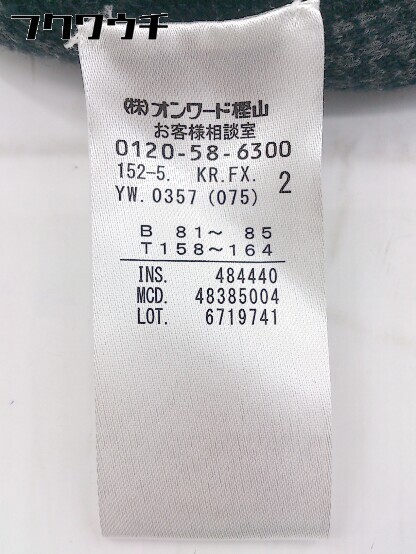 フクウウチ
(株)オンワード樫山
お客様相談室
0120-58-6300
152-5. KR.FX. 2
YW. 0357 (075)
B 81〜 85
T158〜164
INS. 484440
MCD. 48385004
LOT. 6719741